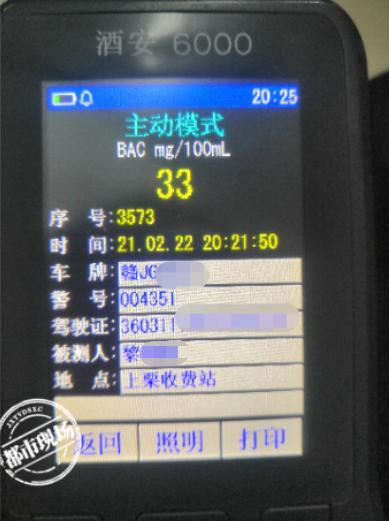 酒安 6000
20:25
主动模式
BAC mg/100mL
33
序 号:3573
时 间:21.02.22 20:21:50
车 牌:赣JG
警 号:004351
驾驶证:360311
被测人:黎
地 点:上栗收费站
返回 照明 打印
JXTVDSXC
都市现场